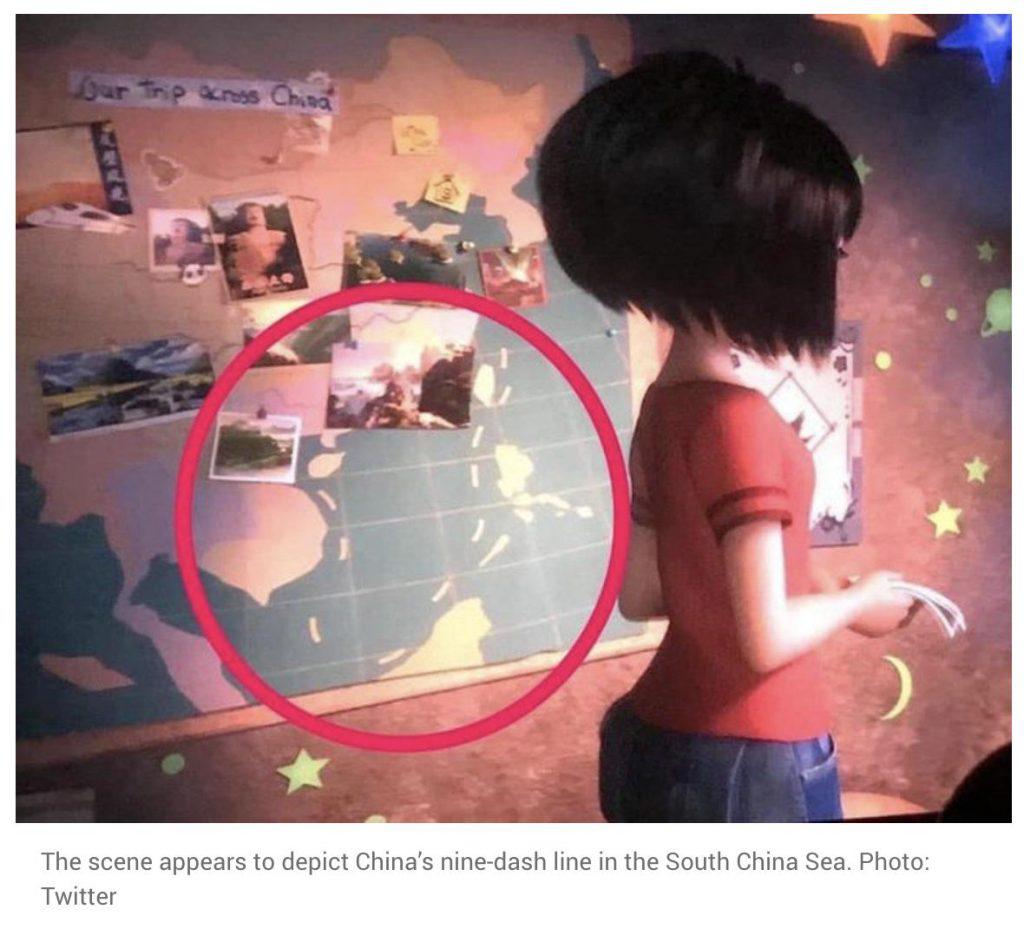 Our Trip across China
The scene appears to depict China's nine-dash line in the South China Sea. Photo:
Twitter